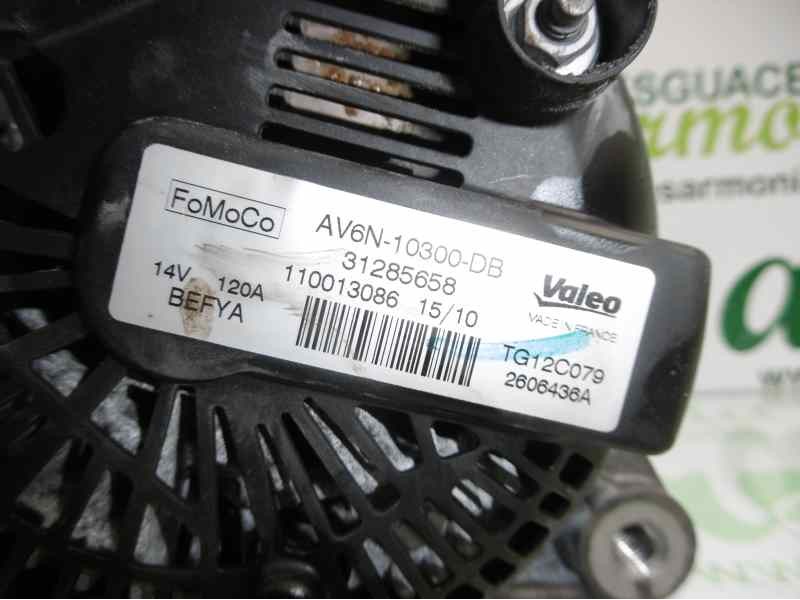 FoMoCo
AV6N-10300-DB
31285658
14V 120A
110013086 15/10
BEFYA
Valeo
MADE IN FRANCE
TG12C079
2606436A